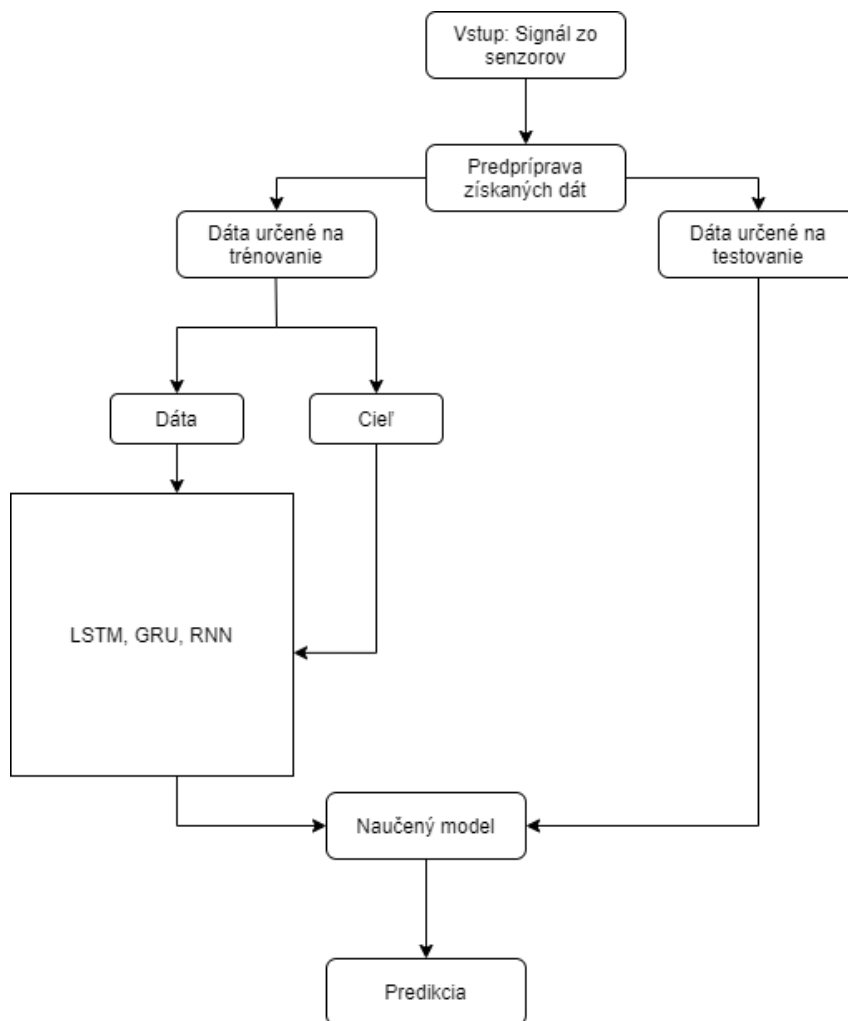 Vstup: Signál zo
senzorov
Predpríprava
získaných dát
Dáta určené na
trénovanie
Dáta určené na
testovanie
Dáta
Cieľ
LSTM, GRU, RNN
Naučený model
Predikcia